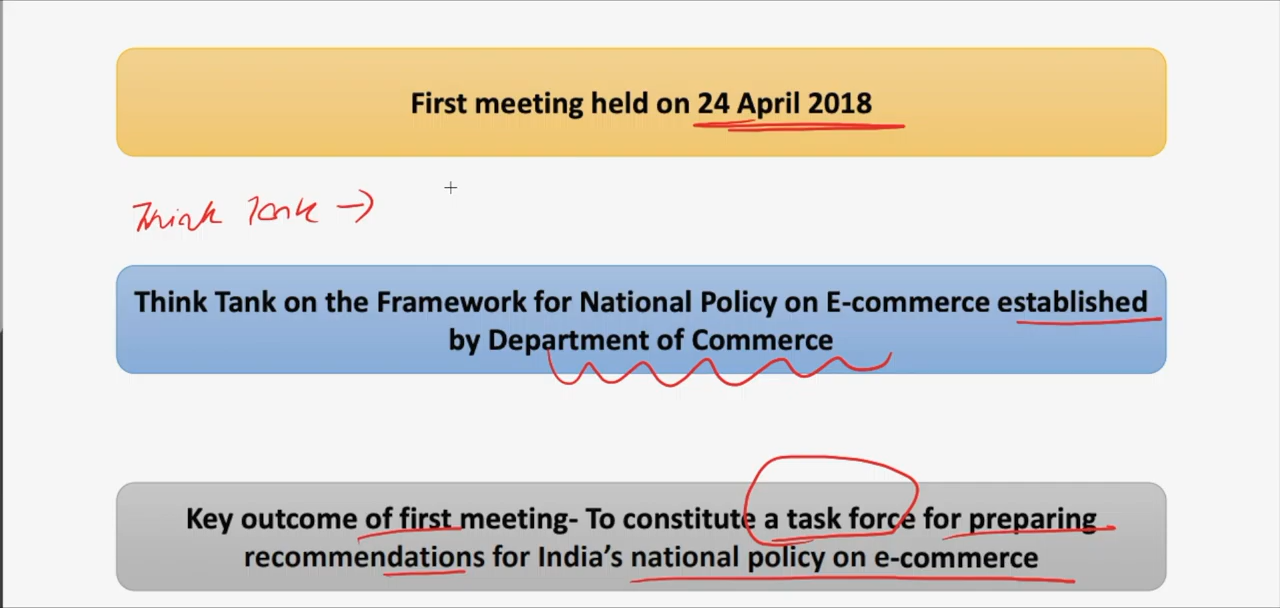 First meeting held on 24 April 2018
Think Tank →
Think Tank on the Framework for National Policy on E-commerce established
by Department of Commerce
Key outcome of first meeting- To constitute a task force for preparing
recommendations for India's national policy on e-commerce